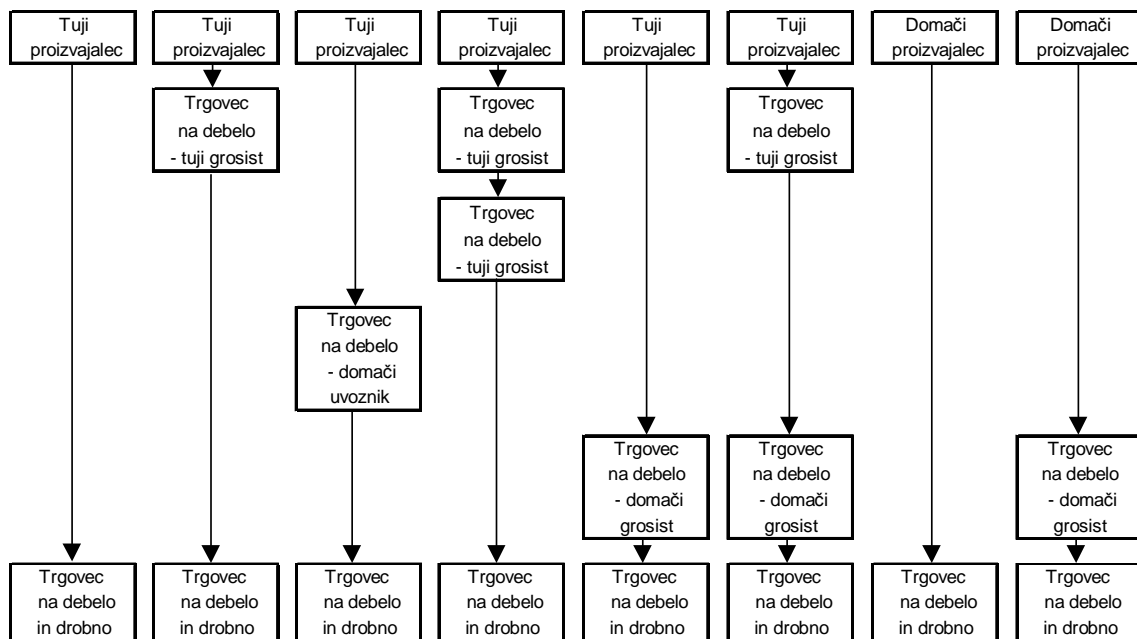 Tuji
proizvajalec
Tuji
proizvajalec
Tuji
proizvajalec
Tuji
proizvajalec
Tuji
proizvajalec
Tuji
proizvajalec
Domači
proizvajalec
Domači
proizvajalec
Trgovec
na debelo
- tuji grosist
Trgovec
na debelo
- tuji grosist
Trgovec
na debelo
- tuji grosist
Trgovec
na debelo
- tuji grosist
Trgovec
na debelo
- domači
uvoznik
Trgovec
na debelo
- domači
grosist
Trgovec
na debelo
- domači
grosist
Trgovec
na debelo
- domači
grosist
Trgovec
na debelo
in drobno
Trgovec
na debelo
in drobno
Trgovec
na debelo
in drobno
Trgovec
na debelo
in drobno
Trgovec
na debelo
in drobno
Trgovec
na debelo
in drobno
Trgovec
na debelo
in drobno
Trgovec
na debelo
in drobno